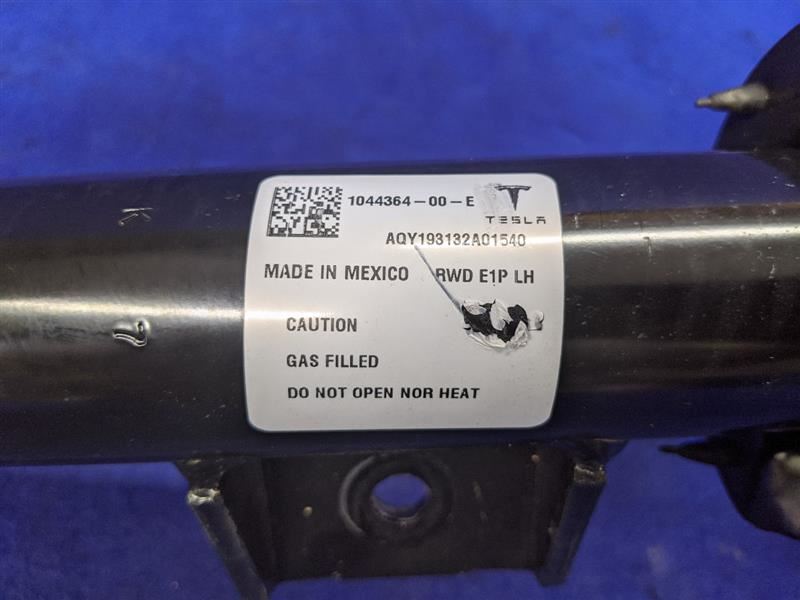 1044364-00-E
TESLA
AQY193132A01540
MADE IN MEXICO RWD E1P LH
CAUTION
GAS FILLED
DO NOT OPEN NOR HEAT